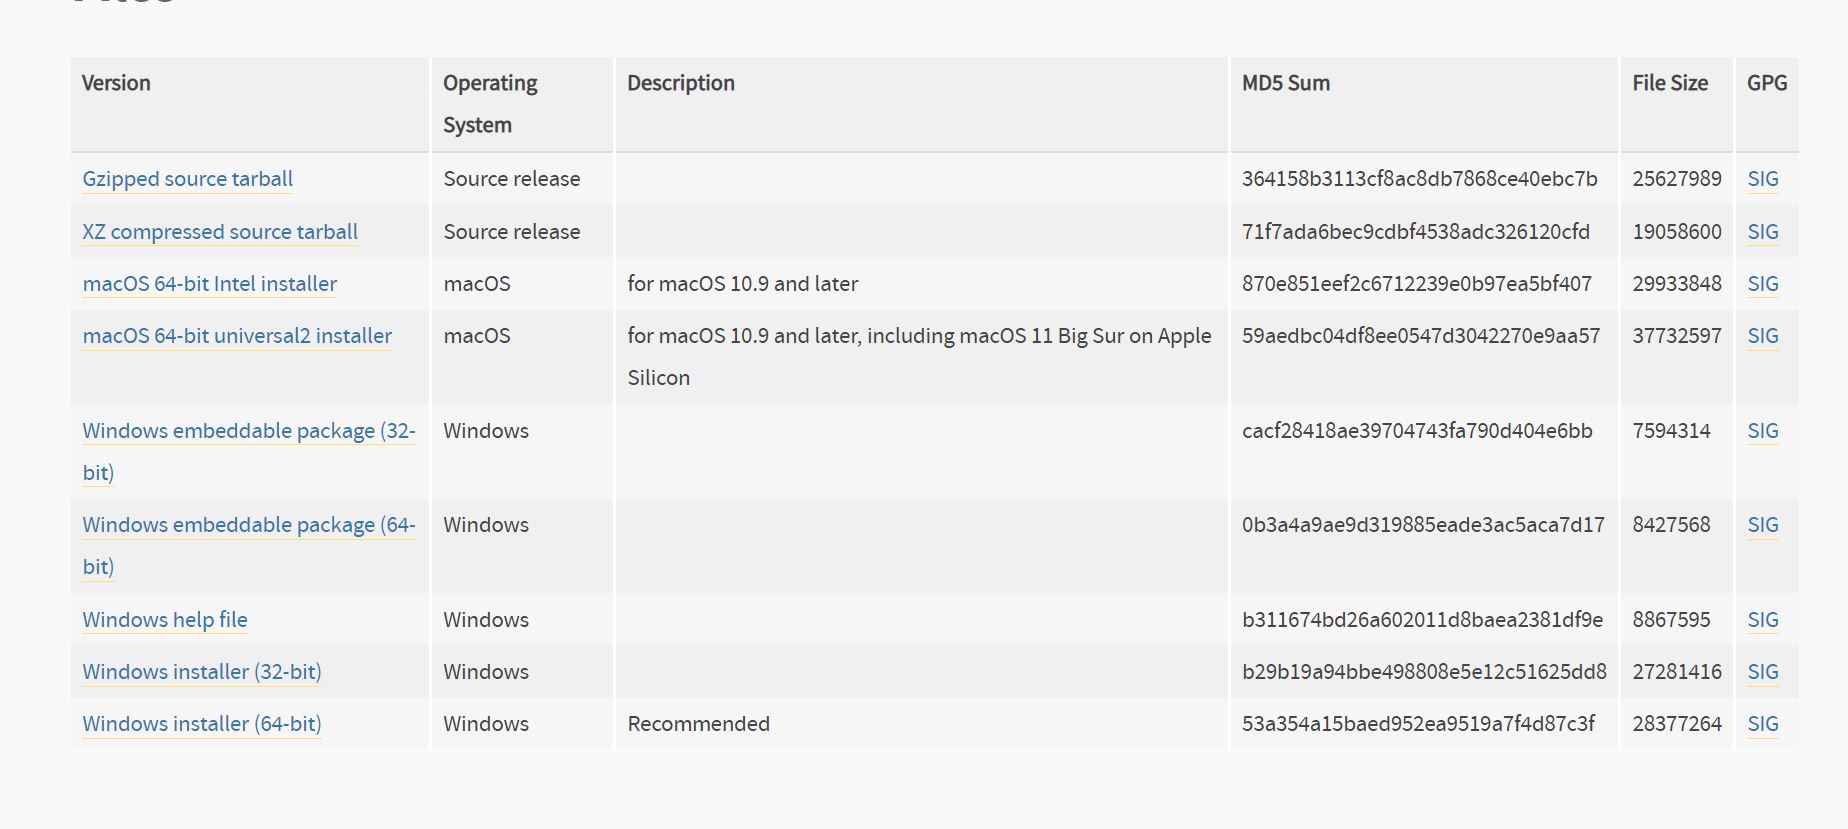 Files
Version Operating Description MD5 Sum File Size GPG
System
Gzipped source tarball Source release 364158b3113cf8ac8db7868ce40ebc7b 25627989 SIG
XZ compressed source tarball Source release 71f7ada6bec9cdbf4538adc326120cfd 19058600 SIG
macOS 64-bit Intel installer macOS for macOS 10.9 and later 870e851eef2c6712239e0b97ea5bf407 29933848 SIG
macOS 64-bit universal2 installer macOS for macOS 10.9 and later, including macOS 11 Big Sur on Apple 59aedbc04df8ee0547d3042270e9aa57 37732597 SIG
Silicon
Windows embeddable package (32- Windows cacf28418ae39704743fa790d404e6bb 7594314 SIG
bit)
Windows embeddable package (64- Windows 0b3a4a9ae9d319885eade3ac5aca7d17 8427568 SIG
bit)
Windows help file Windows b311674bd26a602011d8baea2381df9e 8867595 SIG
Windows installer (32-bit) Windows b29b19a94bbe498808e5e12c51625dd8 27281416 SIG
Windows installer (64-bit) Windows Recommended 53a354a15baed952ea9519a7f4d87c3f 28377264 SIG